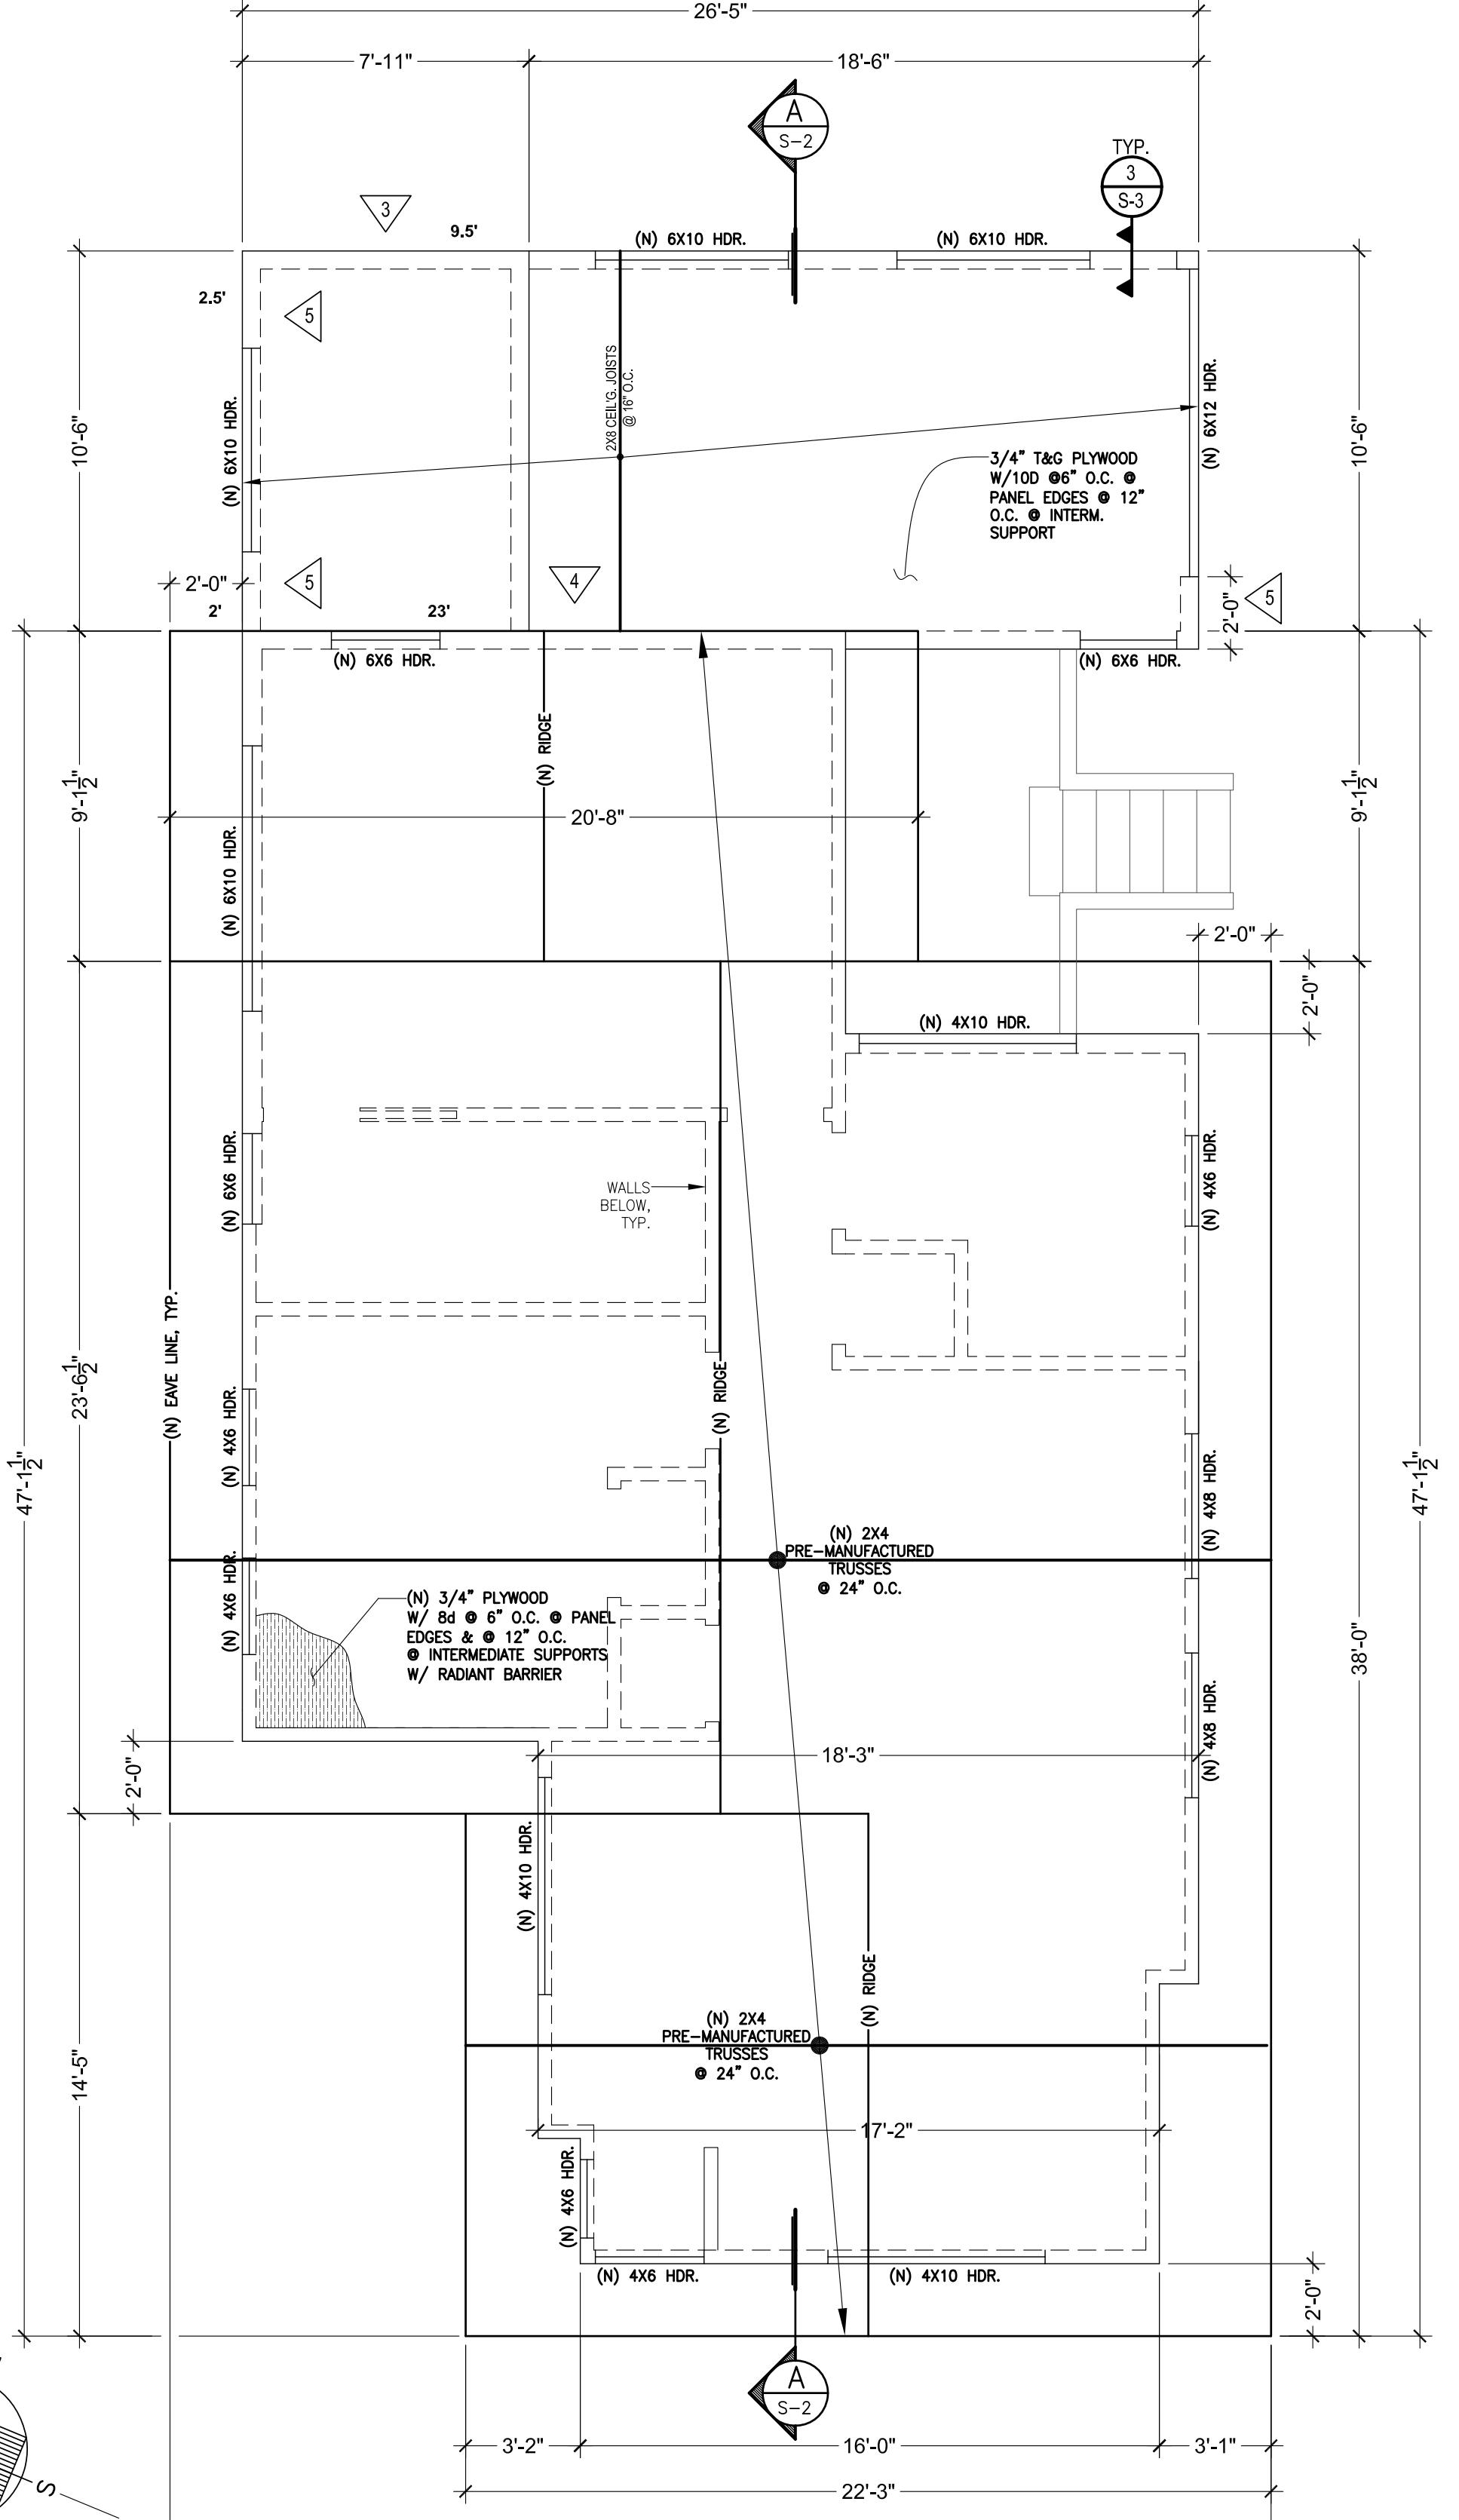 26'-5"
7'-11"
18'-6"
A
S-2
TYP.
3
S-3
3
9.5'
(N) 6X10 HDR.
(N) 6X10 HDR.
2.5'
5
2X8 CEIL'G. JOISTS
@ 16" O.C.
(N) 6X10 HDR.
(N) 6X12 HDR.
10'-6"
10'-6"
3/4" T&G PLYWOOD
W/10D @6" O.C. @
PANEL EDGES @ 12"
O.C. @ INTERM.
SUPPORT
2'-0"
5
4
5
2'-0"
2'
23'
(N) 6X6 HDR.
(N) 6X6 HDR.
(N) RIDGE
9'-1 1/2"
9'-1 1/2"
20'-8"
(N) 6X10 HDR.
2'-0"
2'-0"
(N) 4X10 HDR.
(N) 6X6 HDR.
(N) 4X6 HDR.
WALLS
BELOW,
TYP.
(N) EAVE LINE, TYP.
23'-6 1/2"
(N) RIDGE
(N) 4X6 HDR.
47'-1 1/2"
47'-1 1/2"
(N) 4X8 HDR.
(N) 2X4
PRE-MANUFACTURED
TRUSSES
@ 24" O.C.
(N) 4X6 HDR.
(N) 3/4" PLYWOOD
W/ 8d @ 6" O.C. @ PANEL
EDGES & @ 12" O.C.
@ INTERMEDIATE SUPPORTS
W/ RADIANT BARRIER
38'-0"
(N) 4X8 HDR.
18'-3"
2'-0"
(N) 4X10 HDR.
(N) RIDGE
(N) 2X4
PRE-MANUFACTURED
TRUSSES
@ 24" O.C.
14'-5"
17'-2"
(N) 4X6 HDR.
(N) 4X6 HDR.
(N) 4X10 HDR.
2'-0"
A
S-2
3'-2"
16'-0"
3'-1"
22'-3"
S